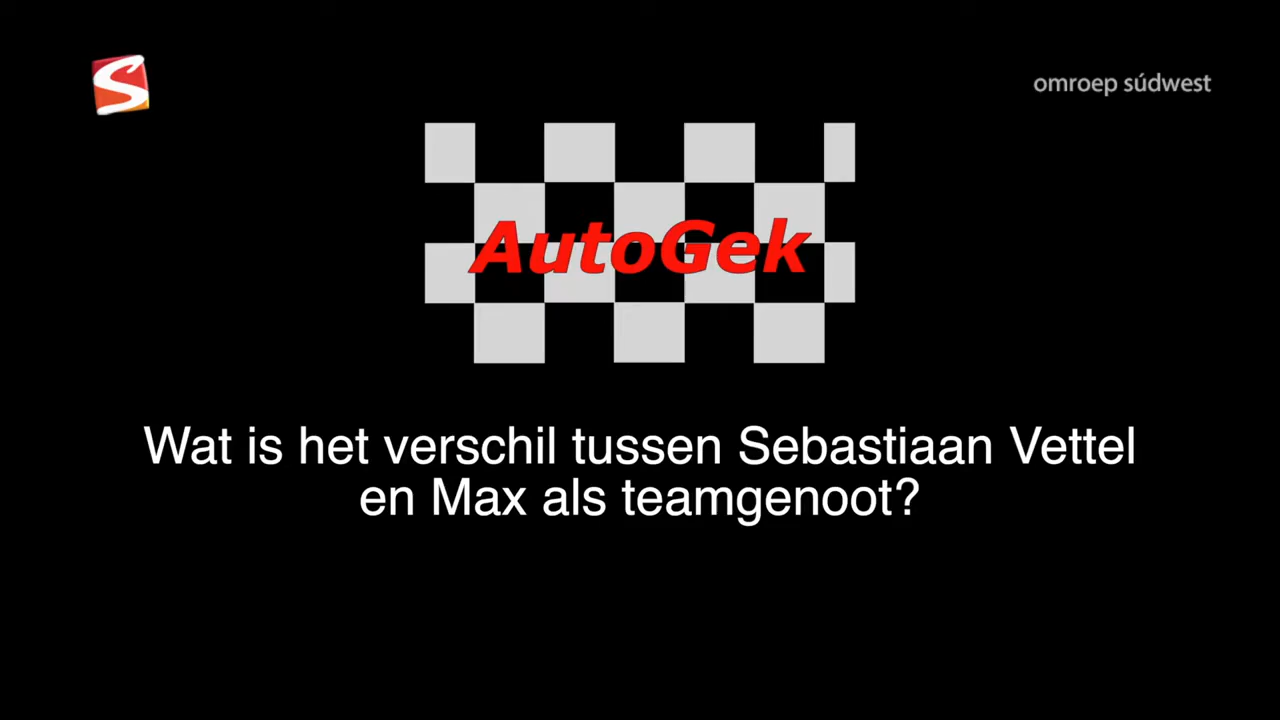 S
omroep súdwest
AutoGek
Wat is het verschil tussen Sebastiaan Vettel
en Max als teamgenoot?